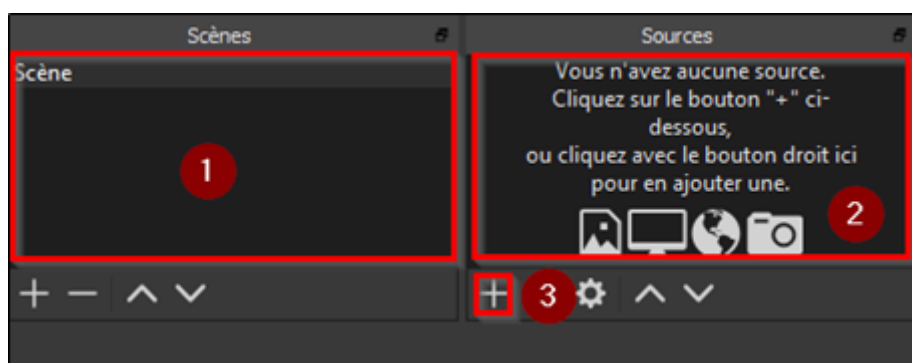 Scènes
Sources
Scène
1
Vous n'avez aucune source.
Cliquez sur le bouton "+" ci-
dessous,
ou cliquez avec le bouton droit ici
pour en ajouter une.
2
3